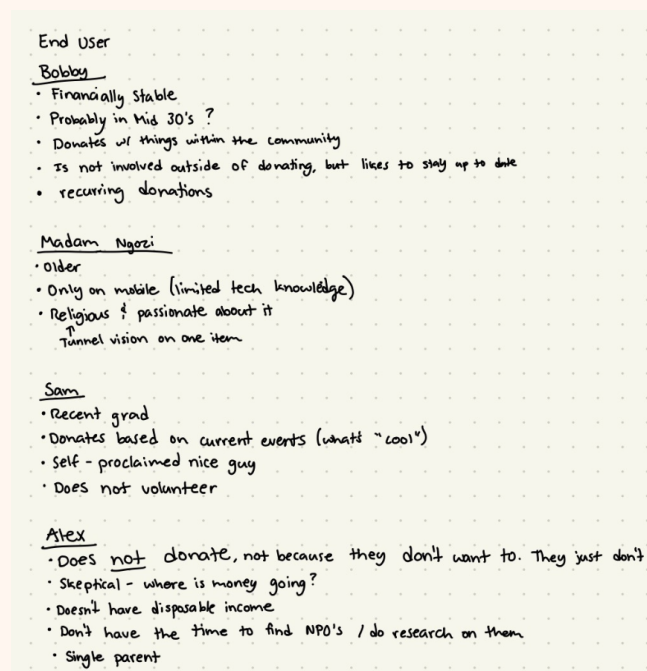 End User
Bobby
• Financially Stable
• Probably in Mid 30's ?
• Donates w/ things within the community
• Is not involved outside of donating, but likes to stay up to date
• recurring donations
Madam Ngozi
• older
• Only on mobile (limited tech knowledge)
• Religious & passionate about it
↑
Tunnel vision on one item
Sam
• Recent grad
• Donates based on current events (what's "cool")
• Self-proclaimed nice guy
• Does not volunteer
Alex
• Does not donate, not because they don't want to. They just don't
• Skeptical - where is money going?
• Doesn't have disposable income
• Don't have the time to find NPO's / do research on them
• Single parent